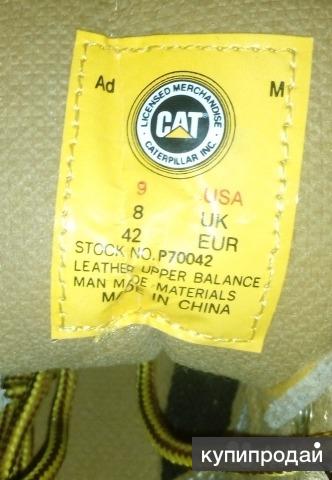 Ad M
LICENSED MERCHANDISE
CAT
CATERPILLAR INC.
9 USA
8 UK
42 EUR
STOCK NO. P70042
LEATHER UPPER BALANCE
MAN MADE MATERIALS
MADE IN CHINA
купипродай